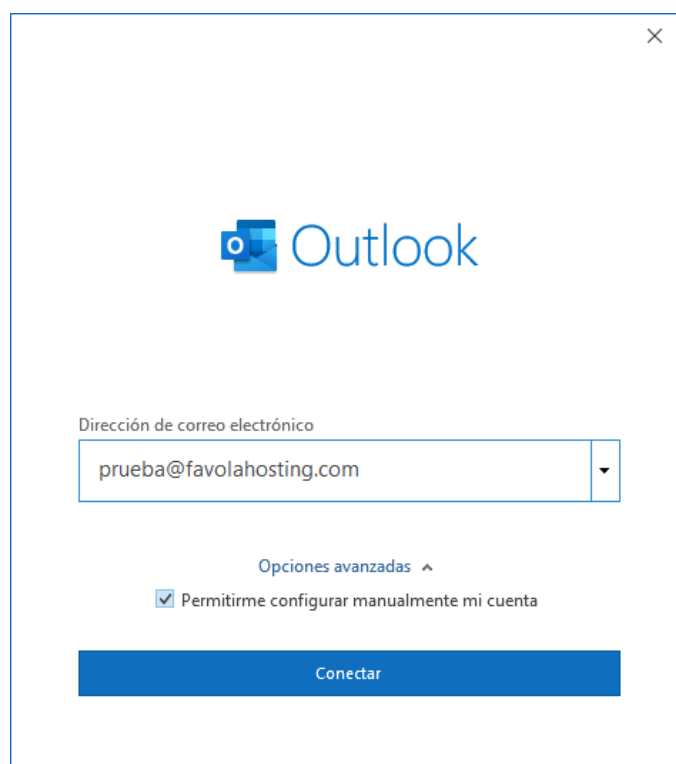 Outlook
Dirección de correo electrónico
prueba@favolahosting.com
Opciones avanzadas
Permitirme configurar manualmente mi cuenta
Conectar